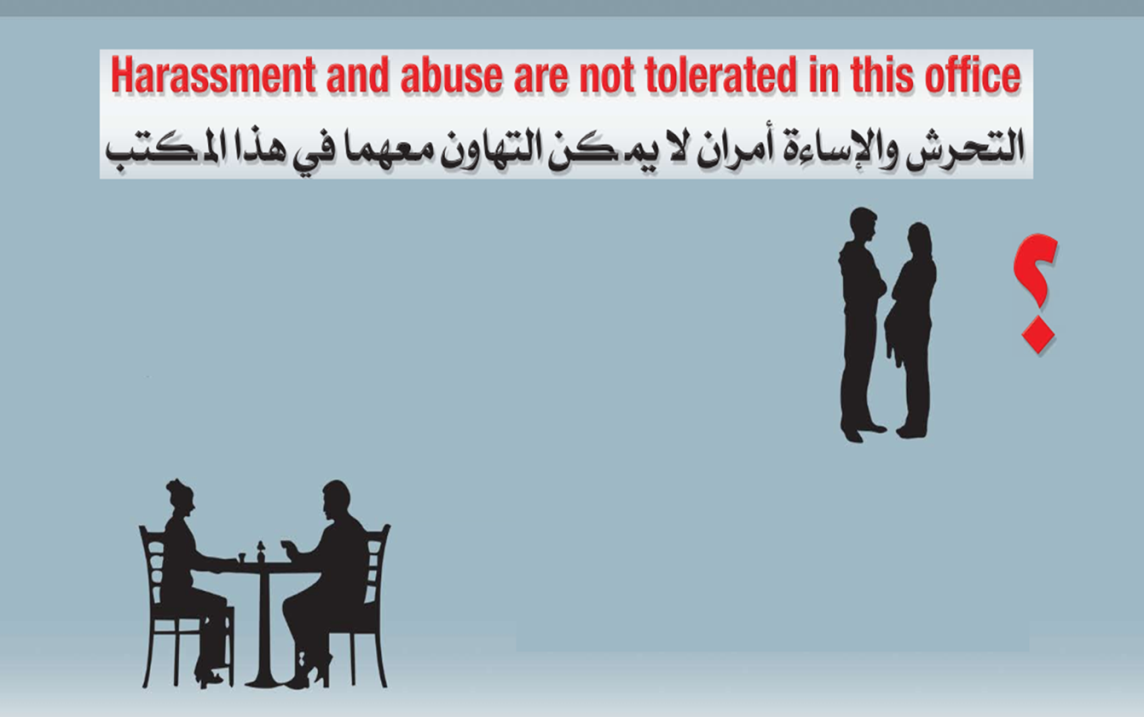 Harassment and abuse are not tolerated in this office
التحرش والإساءة أمران لا يمكن التهاون معهما في هذا المكتب
؟